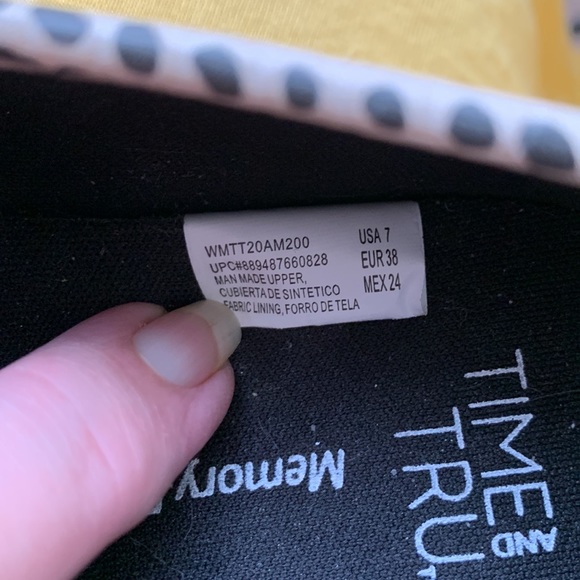 WMTT20AM200
UPC#889487660828
MAN MADE UPPER,
CUBIERTA DE SINTETICO
FABRIC LINING, FORRO DE TELA
USA 7
EUR 38
MEX 24
TIME
AND
TRU
Memory